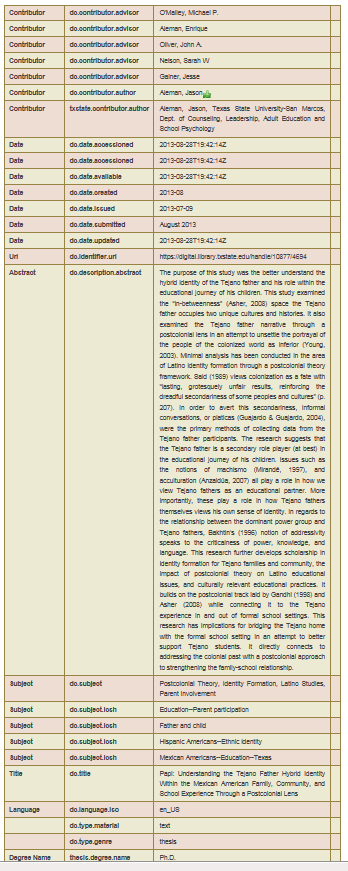 Contributor dc.contributor.advisor O'Malley, Michael P.
Contributor dc.contributor.advisor Aleman, Enrique
Contributor dc.contributor.advisor Oliver, John A.
Contributor dc.contributor.advisor Nelson, Sarah W
Contributor dc.contributor.advisor Gainer, Jesse
Contributor dc.contributor.author Aleman, Jason
Contributor txstate.contributor.author Aleman, Jason, Texas State University-San Marcos,
Dept. of Counseling, Leadership, Adult Education and
School Psychology
Date dc.date.accessioned 2013-08-28T19:42:14Z
Date dc.date.accessioned 2013-08-28T19:42:14Z
Date dc.date.available 2013-08-28T19:42:14Z
Date dc.date.created 2013-08
Date dc.date.issued 2013-07-09
Date dc.date.submitted August 2013
Date dc.date.updated 2013-08-28T19:42:14Z
Uri dc.identifier.uri https://digital.library.txstate.edu/handle/10877/4694
Abstract dc.description.abstract The purpose of this study was the better understand the
hybrid identity of the Tejano father and his role within the
educational journey of his children. This study examined
the "in-betweenness" (Asher, 2008) space the Tejano
father occupies two unique cultures and histories. It also
examined the Tejano father narrative through a
postcolonial lens in an attempt to unsettle the portrayal of
the people of the colonized world as inferior (Young,
2003). Minimal analysis has been conducted in the area
of Latino identity formation through a postcolonial theory
framework. Said (1989) views colonization as a fate with
"lasting, grotesquely unfair results, reinforcing the
dreadful secondariness of some peoples and cultures" (p.
207). In order to avert this secondariness, informal
conversations, or platicas (Guajardo & Guajardo, 2004),
were the primary methods of collecting data from the
Tejano father participants. The research suggests that
the Tejano father is a secondary role player (at best) in
the educational journey of his children. Issues such as
the notions of machismo (Mirandé, 1997), and
acculturation (Anzaldúa, 2007) all play a role in how we
view Tejano fathers as an educational partner. More
importantly, these play a role in how Tejano fathers
themselves views his own sense of identity. In regards to
the relationship between the dominant power group and
Tejano fathers, Bakhtin's (1996) notion of addressivity
speaks to the criticalness of power, knowledge, and
language. This research further develops scholarship in
identity formation for Tejano families and community, the
impact of postcolonial theory on Latino educational
issues, and culturally relevant educational practices. It
builds on the postcolonial track laid by Gandhi (1998) and
Asher (2008) while connecting it to the Tejano
experience in and out of formal school settings. This
research has implications for bridging the Tejano home
with the formal school setting in an attempt to better
support Tejano students. It directly connects to
addressing the colonial past with a postcolonial approach
to strengthening the family-school relationship.
Subject dc.subject Postcolonial Theory, Identity Formation, Latino Studies,
Parent Involvement
Subject dc.subject.lcsh Education--Parent participation
Subject dc.subject.lcsh Father and child
Subject dc.subject.lcsh Hispanic Americans--Ethnic identity
Subject dc.subject.lcsh Mexican Americans--Education--Texas
Title dc.title Papi: Understanding the Tejano Father Hybrid Identity
Within the Mexican American Family, Community, and
School Experience Through a Postcolonial Lens
Language dc.language.iso en_US
dc.type.material text
dc.type.genre thesis
Degree Name thesis.degree.name Ph.D.